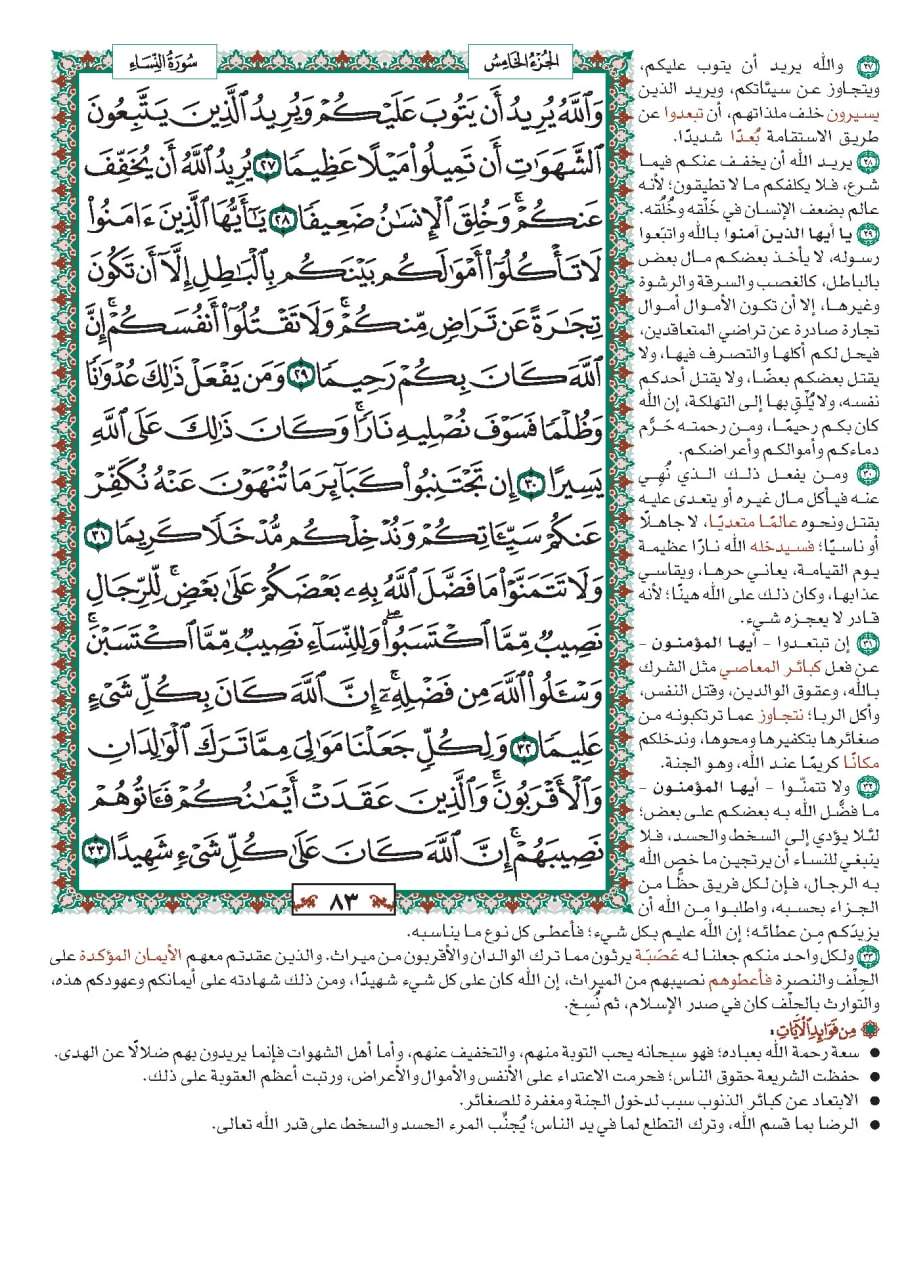 سُورَةُ النِّسَاءِ
الجُزْءُ الخَامِسُ
وَٱللَّهُ يُرِيدُ أَن يَتُوبَ عَلَيۡكُمۡ وَيُرِيدُ ٱلَّذِينَ يَتَّبِعُونَ
ٱلشَّهَوَٰتِ أَن تَمِيلُواْ مَيۡلًا عَظِيمٗا ٢٧ يُرِيدُ ٱللَّهُ أَن يُخَفِّفَ
عَنكُمۡۚ وَخُلِقَ ٱلۡإِنسَٰنُ ضَعِيفٗا ٢٨ يَٰٓأَيُّهَا ٱلَّذِينَ ءَامَنُواْ
لَا تَأۡكُلُوٓاْ أَمۡوَٰلَكُم بَيۡنَكُم بِٱلۡبَٰطِلِ إِلَّآ أَن تَكُونَ
تِجَٰرَةً عَن تَرَاضٖ مِّنكُمۡۚ وَلَا تَقۡتُلُوٓاْ أَنفُسَكُمۡۚ إِنَّ
ٱللَّهَ كَانَ بِكُمۡ رَحِيمٗا ٢٩ وَمَن يَفۡعَلۡ ذَٰلِكَ عُدۡوَٰنٗا
وَظُلۡمٗا فَسَوۡفَ نُصۡلِيهِ نَارٗاۚ وَكَانَ ذَٰلِكَ عَلَى ٱللَّهِ
يَسِيرًا ٣٠ إِن تَجۡتَنِبُواْ كَبَآئِرَ مَا تُنۡهَوۡنَ عَنۡهُ نُكَفِّرۡ
عَنكُمۡ سَيِّـَٔاتِكُمۡ وَنُدۡخِلۡكُم مُّدۡخَلٗا كَرِيمٗا ٣١
وَلَا تَتَمَنَّوۡاْ مَا فَضَّلَ ٱللَّهُ بِهِۦ بَعۡضَكُمۡ عَلَىٰ بَعۡضٖۚ لِّلرِّجَالِ
نَصِيبٞ مِّمَّا ٱكۡتَسَبُواْۖ وَلِلنِّسَآءِ نَصِيبٞ مِّمَّا ٱكۡتَسَبۡنَۚ
وَسۡـَٔلُواْ ٱللَّهَ مِن فَضۡلِهِۦٓۚ إِنَّ ٱللَّهَ كَانَ بِكُلِّ شَيۡءٍ
عَلِيمٗا ٣٢ وَلِكُلّٖ جَعَلۡنَا مَوَٰلِيَ مِمَّا تَرَكَ ٱلۡوَٰلِدَانِ
وَٱلۡأَقۡرَبُونَۚ وَٱلَّذِينَ عَقَدَتۡ أَيۡمَٰنُكُمۡ فَـَٔاتُوهُمۡ
نَصِيبَهُمۡۚ إِنَّ ٱللَّهَ كَانَ عَلَىٰ كُلِّ شَيۡءٖ شَهِيدًا ٣٣
٨٣
٢٧ والله يريد أن يتوب عليكم،
ويتجاوز عن سيئاتكم، ويريد الذين
يسيرون خلف ملذاتهم، أن تبعدوا عن
طريق الاستقامة بُعدًا شديدًا.
٢٨ يريد الله أن يخفف عنكم فيما
شرع، فلا يكلفكم ما لا تطيقون؛ لأنه
عالم بضعف الإنسان في خَلْقه وخُلُقه.
٢٩ يا أيها الذين آمنوا بالله واتبَعوا
رسوله، لا يأخذ بعضكم مال بعض
بالباطل، كالغصب والسرقة والرشوة
وغيرهـا، إلا أن تكون الأموال أموال
تجارة صادرة عن تراضي المتعاقدين،
فيحل لكم أكلها والتصرف فيها، ولا
يقتل بعضكم بعضًا، ولا يقتل أحدكم
نفسه، ولا يُلْقِ بها إلى التهلكة، إن الله
كان بكم رحيمًا، ومن رحمته حَرَّم
دماءكم وأموالكم وأعراضكم.
٣٠ ومن يفعل ذلك الذي نُهِي
عنه فيأكل مال غيره أو يتعدى عليه
بقتل ونحوه عالمًا متعديًا، لا جاهلًا
أو ناسيًا؛ فسيدخله الله نارًا عظيمة
يوم القيامة، يعاني حرها، ويقاسي
عذابها، وكان ذلك على الله هينًا؛ لأنه
قادر لا يعجزه شيء.
٣١ إن تبتعدوا - أيها المؤمنون -
عن فعل كبائر المعاصي مثل الشرك
بالله، وعقوق الوالدين، وقتل النفس،
وأكل الربا؛ نتجاوز عما ترتكبونه من
صغائرها بتكفيرها ومحوها، وندخلكم
مكانًا كريمًا عند الله، وهو الجنة.
٣٢ ولا تتمنّوا - أيها المؤمنون -
ما فضَّل الله به بعضكم على بعض؛
لئلا يؤدي إلى السخط والحسد، فلا
ينبغي للنساء أن يرتجين ما خص الله
به الرجال، فإن لكل فريق حظًّا من
الجزاء بحسبه، واطلبوا مِن الله أن
يزيدكم مِن عطائه؛ إن الله عليم بكل شيء؛ فأعطى كل نوع ما يناسبه.
٣٣ ولكل واحد منكم جعلنا له عَصَبَة يرثون مما ترك الوالدان والأقربون من ميراث. والذين عقدتم معهم الأيمان المؤكدة على
الحِلْف والنصرة فأعطوهم نصيبهم من الميراث، إن الله كان على كل شيء شهيدًا، ومن ذلك شهادته على أيمانكم وعهودكم هذه،
والتوارث بالحلْف كان في صدر الإسلام، ثم نُسِخ.
مِن فَوَائِدِ الآيَاتِ:
● سعة رحمة الله بعباده؛ فهو سبحانه يحب التوبة منهم، والتخفيف عنهم، وأما أهل الشهوات فإنما يريدون بهم ضلالًا عن الهدى.
● حفظت الشريعة حقوق الناس؛ فحرمت الاعتداء على الأنفس والأموال والأعراض، ورتبت أعظم العقوبة على ذلك.
● الابتعاد عن كبائر الذنوب سبب لدخول الجنة ومغفرة للصغائر.
● الرضا بما قسم الله، وترك التطلع لما في يد الناس؛ يُجنِّب المرء الحسد والسخط على قدر الله تعالى.